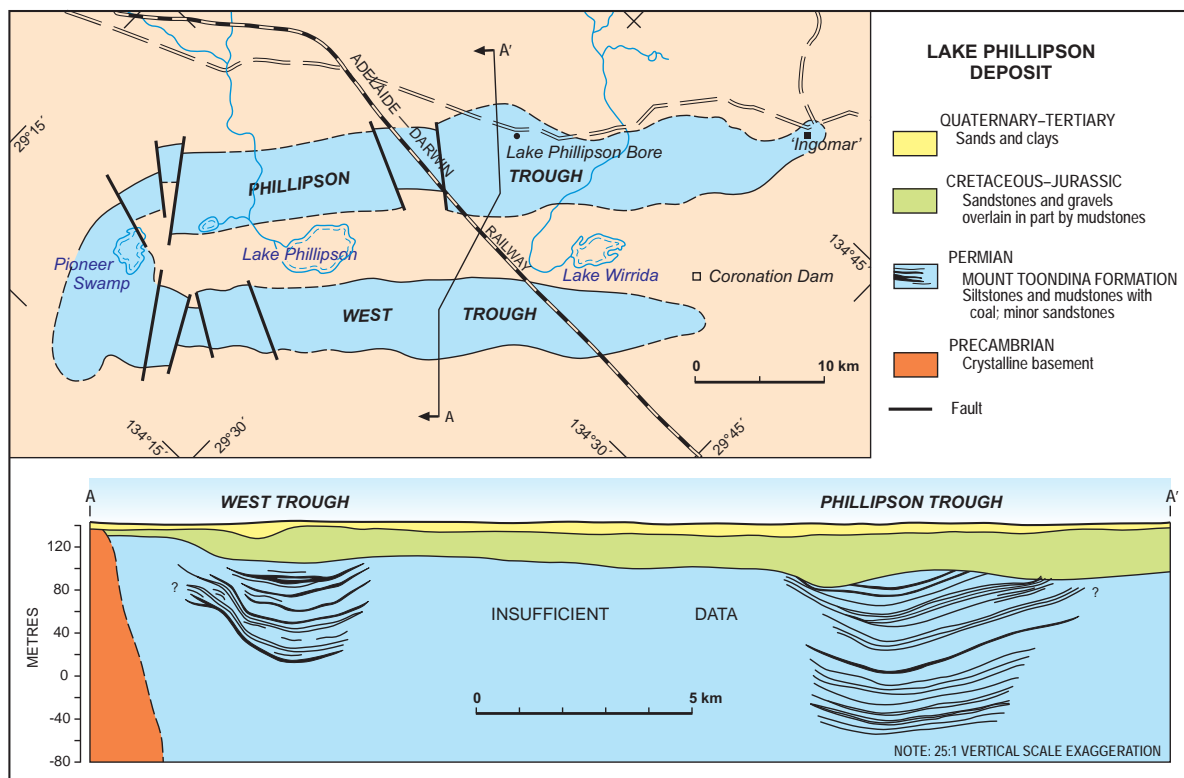 A'
ADELAIDE — DARWIN
RAILWAY
29°15´
Lake Phillipson Bore
'Ingomar'
PHILLIPSON
TROUGH
Pioneer
Swamp
Lake Phillipson
Lake Wirrida
Coronation Dam
134°45´
WEST
TROUGH
0
10 km
A
134°15´
29°30´
134°30´
29°45´
LAKE PHILLIPSON
DEPOSIT
QUATERNARY–TERTIARY
Sands and clays
CRETACEOUS–JURASSIC
Sandstones and gravels
overlain in part by mudstones
PERMIAN
MOUNT TOONDINA FORMATION
Siltstones and mudstones with
coal; minor sandstones
PRECAMBRIAN
Crystalline basement
Fault
A
WEST TROUGH
PHILLIPSON TROUGH
A'
METRES
120
80
40
0
-40
-80
?
INSUFFICIENT
DATA
?
0
5 km
NOTE: 25:1 VERTICAL SCALE EXAGGERATION